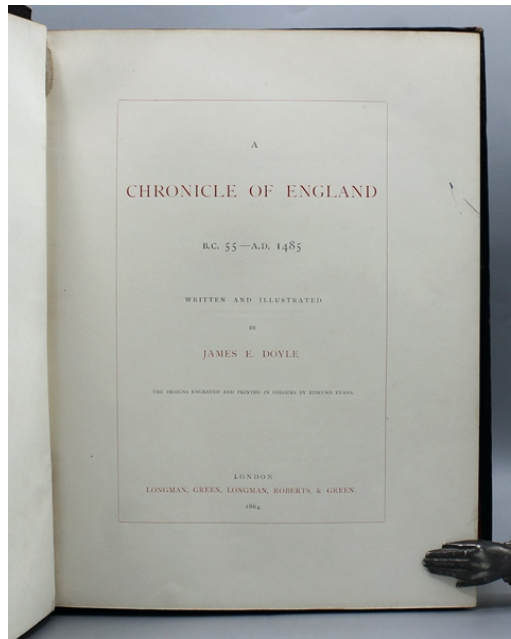 A
CHRONICLE OF ENGLAND
B.C. 55—A.D. 1485
WRITTEN AND ILLUSTRATED
BY
JAMES E. DOYLE
THE DESIGNS ENGRAVED AND PRINTED IN COLOURS BY EDMUND EVANS.
LONDON
LONGMAN, GREEN, LONGMAN, ROBERTS, & GREEN.
1864.